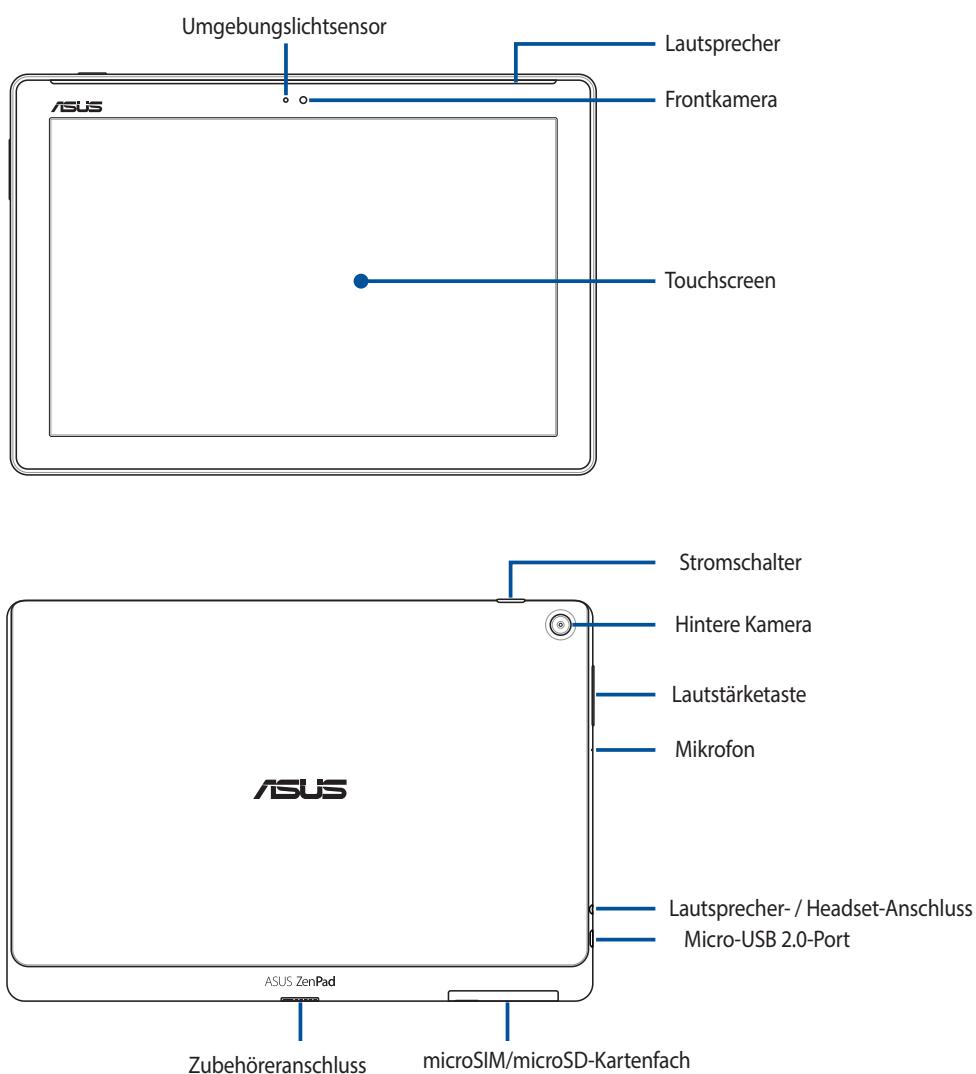 Umgebungslichtsensor
Lautsprecher
Frontkamera
ASUS
Touchscreen
Stromschalter
Hintere Kamera
Lautstärketaste
Mikrofon
ASUS
Lautsprecher- / Headset-Anschluss
Micro-USB 2.0-Port
ASUS ZenPad
Zubehöreranschluss
microSIM/microSD-Kartenfach